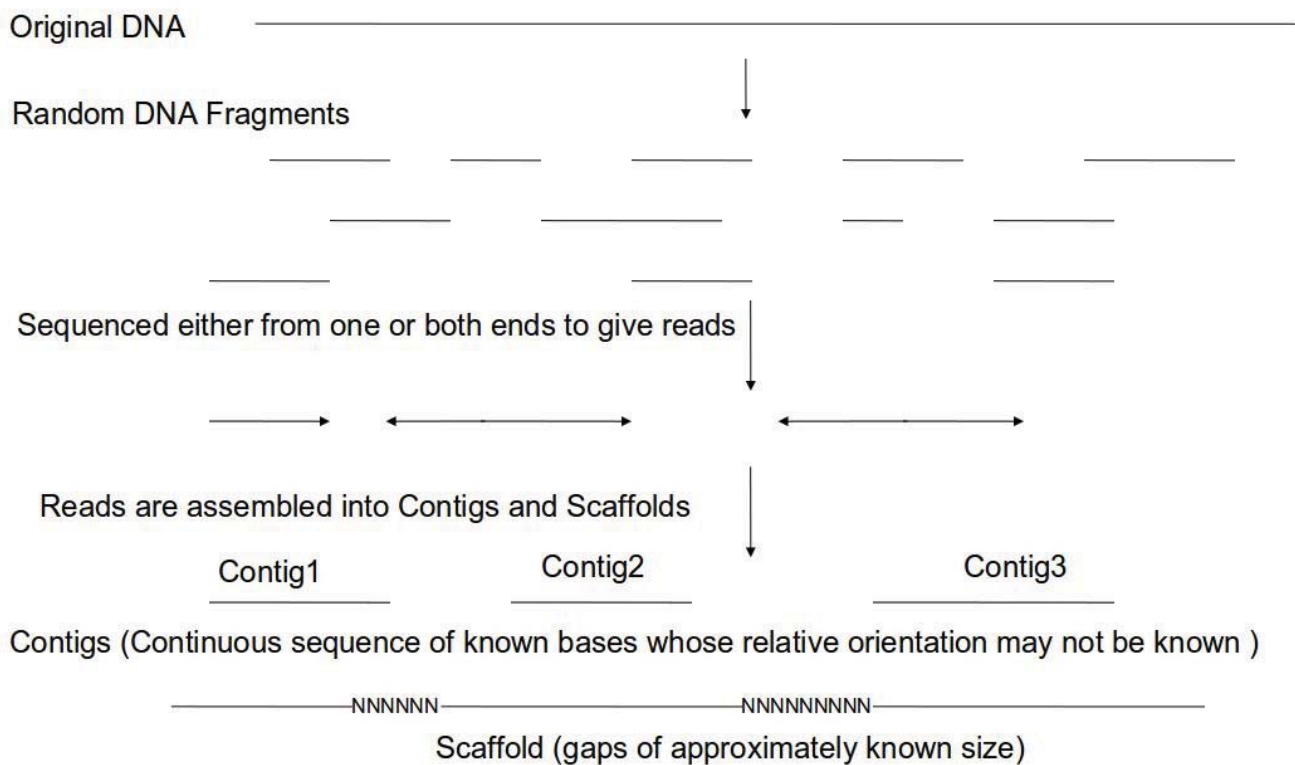 Original DNA
Random DNA Fragments
Sequenced either from one or both ends to give reads
Reads are assembled into Contigs and Scaffolds
Contig1 Contig2 Contig3
Contigs (Continuous sequence of known bases whose relative orientation may not be known )
NNNNNN NNNNNNNNN
Scaffold (gaps of approximately known size)